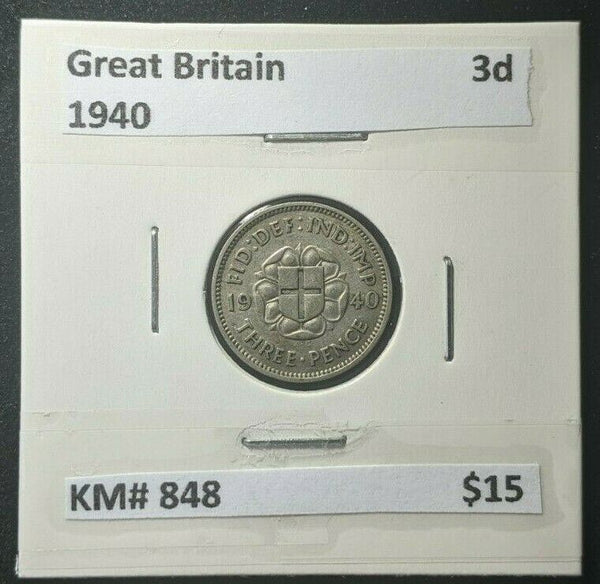 Great Britain 3d
1940
FID:DEF:IND:IMP
19 40
THREE·PENCE
KM# 848 $15